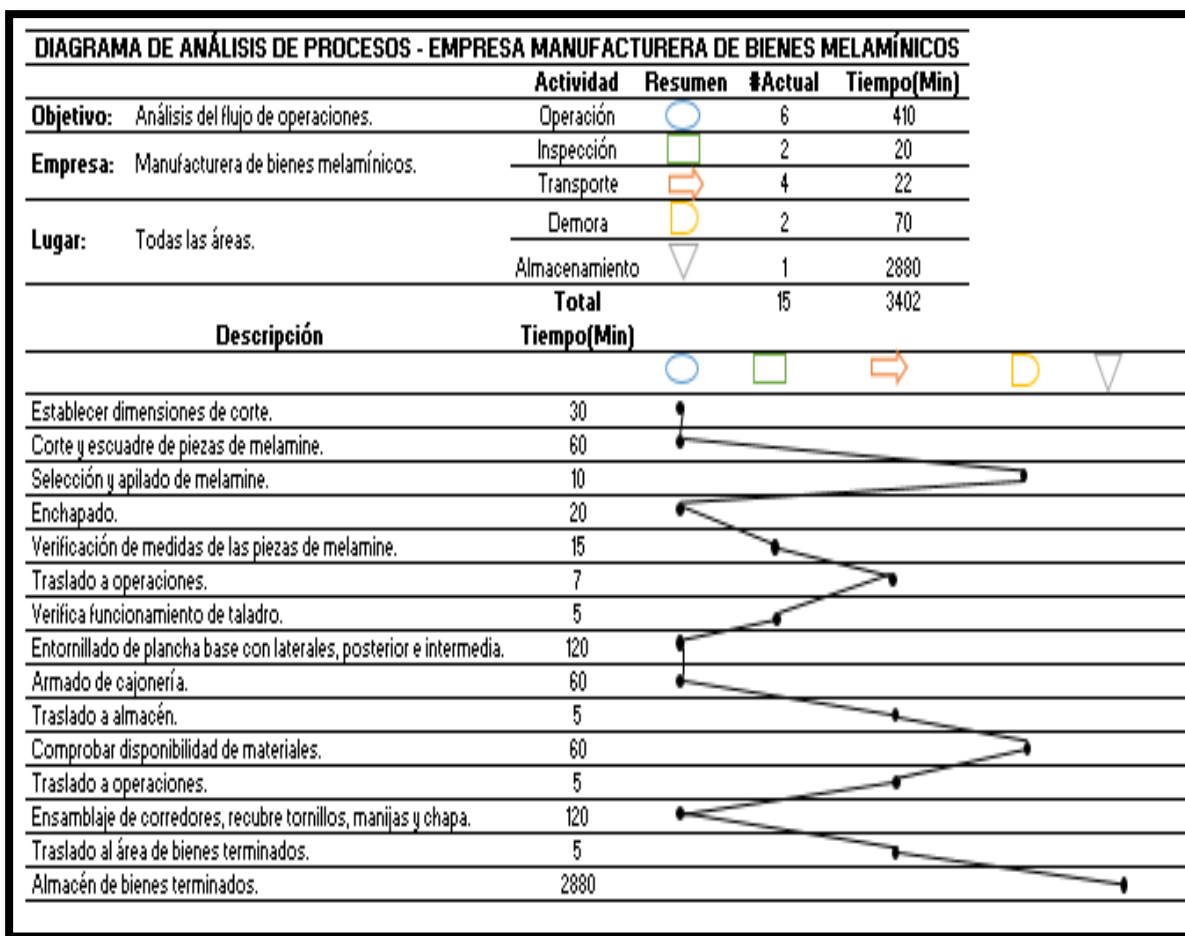 DIAGRAMA DE ANÁLISIS DE PROCESOS - EMPRESA MANUFACTURERA DE BIENES MELAMÍNICOS
Actividad Resumen #Actual Tiempo(Min)
Objetivo: Análisis del flujo de operaciones. Operación 6 410
Empresa: Manufacturera de bienes melamínicos. Inspección 2 20
Transporte 4 22
Lugar: Todas las áreas. Demora 2 70
Almacenamiento 1 2880
Total 15 3402
Descripción Tiempo(Min)
Establecer dimensiones de corte. 30
Corte y escuadre de piezas de melamine. 60
Selección y apilado de melamine. 10
Enchapado. 20
Verificación de medidas de las piezas de melamine. 15
Traslado a operaciones. 7
Verifica funcionamiento de taladro. 5
Entornillado de plancha base con laterales, posterior e intermedia. 120
Armado de cajonería. 60
Traslado a almacén. 5
Comprobar disponibilidad de materiales. 60
Traslado a operaciones. 5
Ensamblaje de corredores, recubre tornillos, manijas y chapa. 120
Traslado al área de bienes terminados. 5
Almacén de bienes terminados. 2880